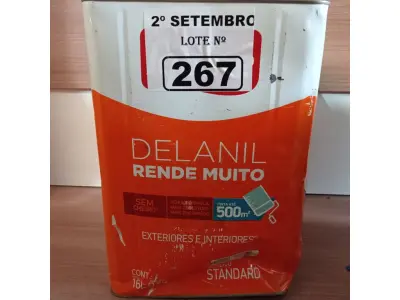 2º SETEMBRO
LOTE Nº
267
DELANIL
RENDE MUITO
SEM
500m²
EXTERIORES E INTERIORES
CONT.
16L
STANDARD